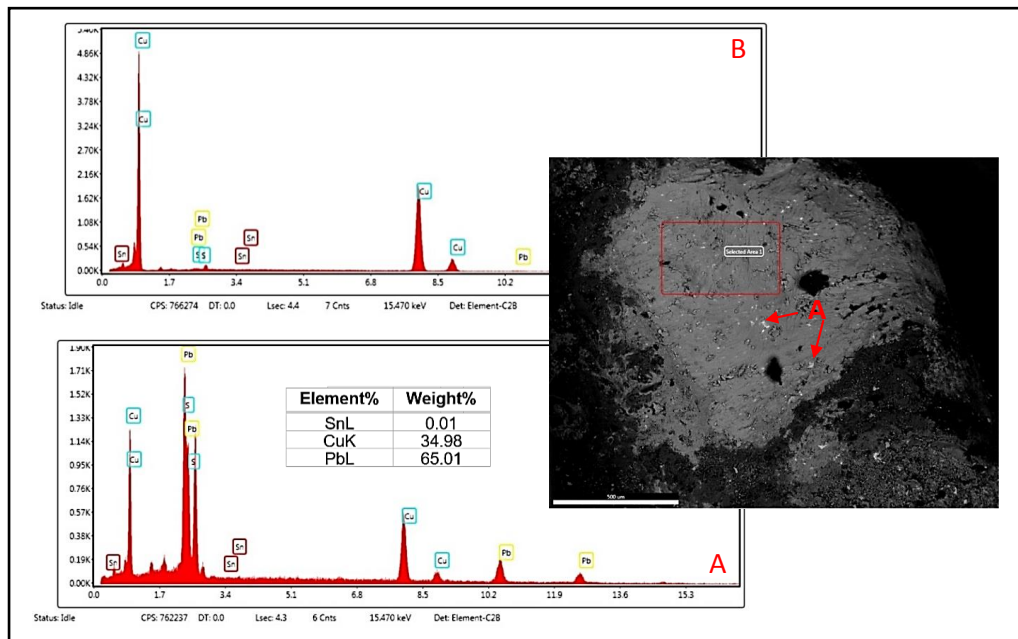 B
3.40K
4.86K
4.32K
3.78K
3.24K
2.70K
2.16K
1.62K
1.08K
0.54K
0.00K
Cu
Cu
Pb
Pb
S
S
Sn
Sn
Sn
Cu
Cu
Pb
0.0 1.7 3.4 5.1 6.8 8.5 10.2
Status: Idle CPS: 766274 DT: 0.0 Lsec: 4.4 7 Cnts 15.470 keV Det: Element-C2B
Selected Area 1
A
500 um
1.90K
1.71K
1.52K
1.33K
1.14K
0.95K
0.76K
0.57K
0.38K
0.19K
0.00K
Pb
S
Pb
S
Cu
Cu
Sn
Sn
Sn
Cu
Cu
Pb
Pb
Element% Weight%
SnL 0.01
CuK 34.98
PbL 65.01
A
0.0 1.7 3.4 5.1 6.8 8.5 10.2 11.9 13.6 15.3
Status: Idle CPS: 762237 DT: 0.0 Lsec: 4.3 6 Cnts 15.470 keV Det: Element-C2B